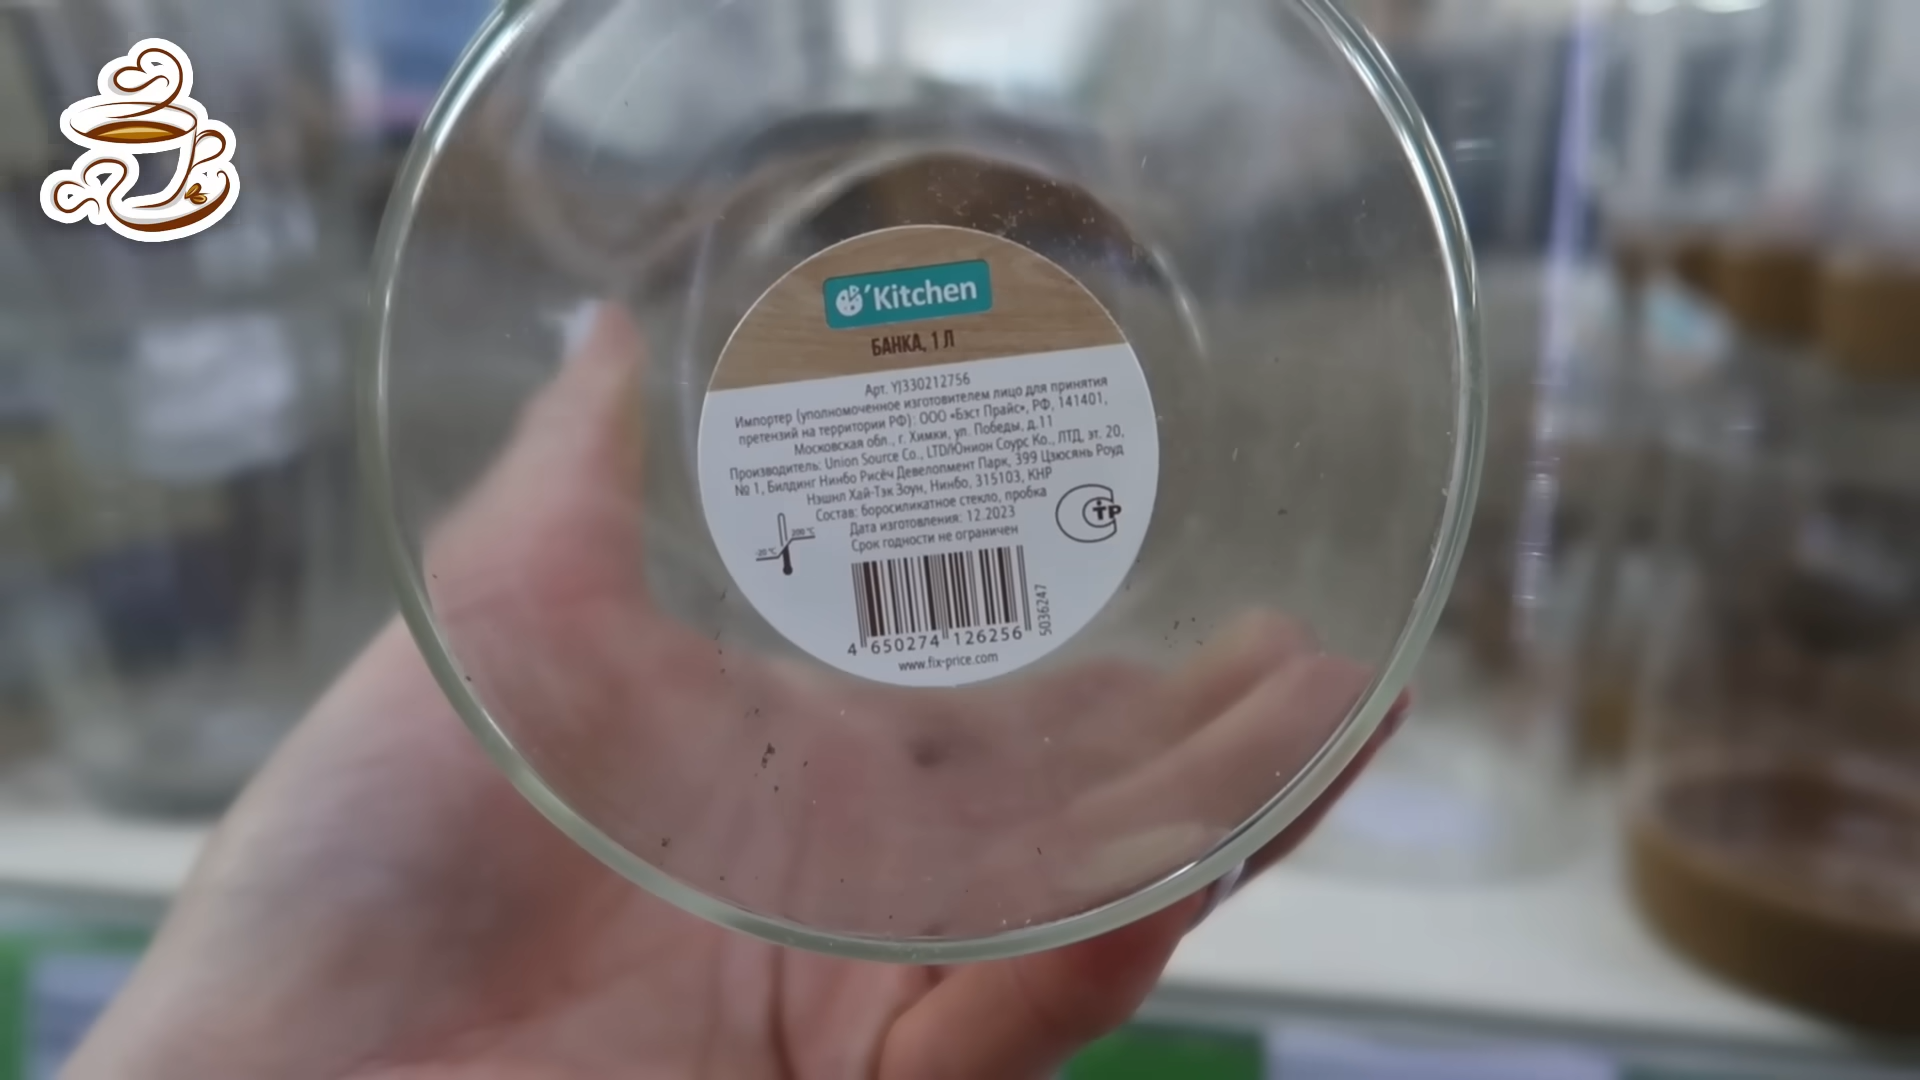 'Kitchen
БАНКА, 1 Л
Арт. YJ330212756
Импортер (уполномоченное изготовителем лицо для принятия
претензий на территории РФ): ООО «Бэст Прайс», РФ, 141401,
Московская обл., г. Химки, ул. Победы, д.11
Производитель: Union Source Co., LTD/Юнион Соурс Ко., ЛТД, эт. 20,
№ 1, Билдинг Нинбо Рисёч Девелопмент Парк, 399 Цзюсянь Роуд
Нэшнл Хай-Тэк Зоун, Нинбо, 315103, КНР
Состав: боросиликатное стекло, пробка
Дата изготовления: 12.2023
Срок годности не ограничен
200 °C
-20 °C
СТР
4 650274 126256
5036247
www.fix-price.com